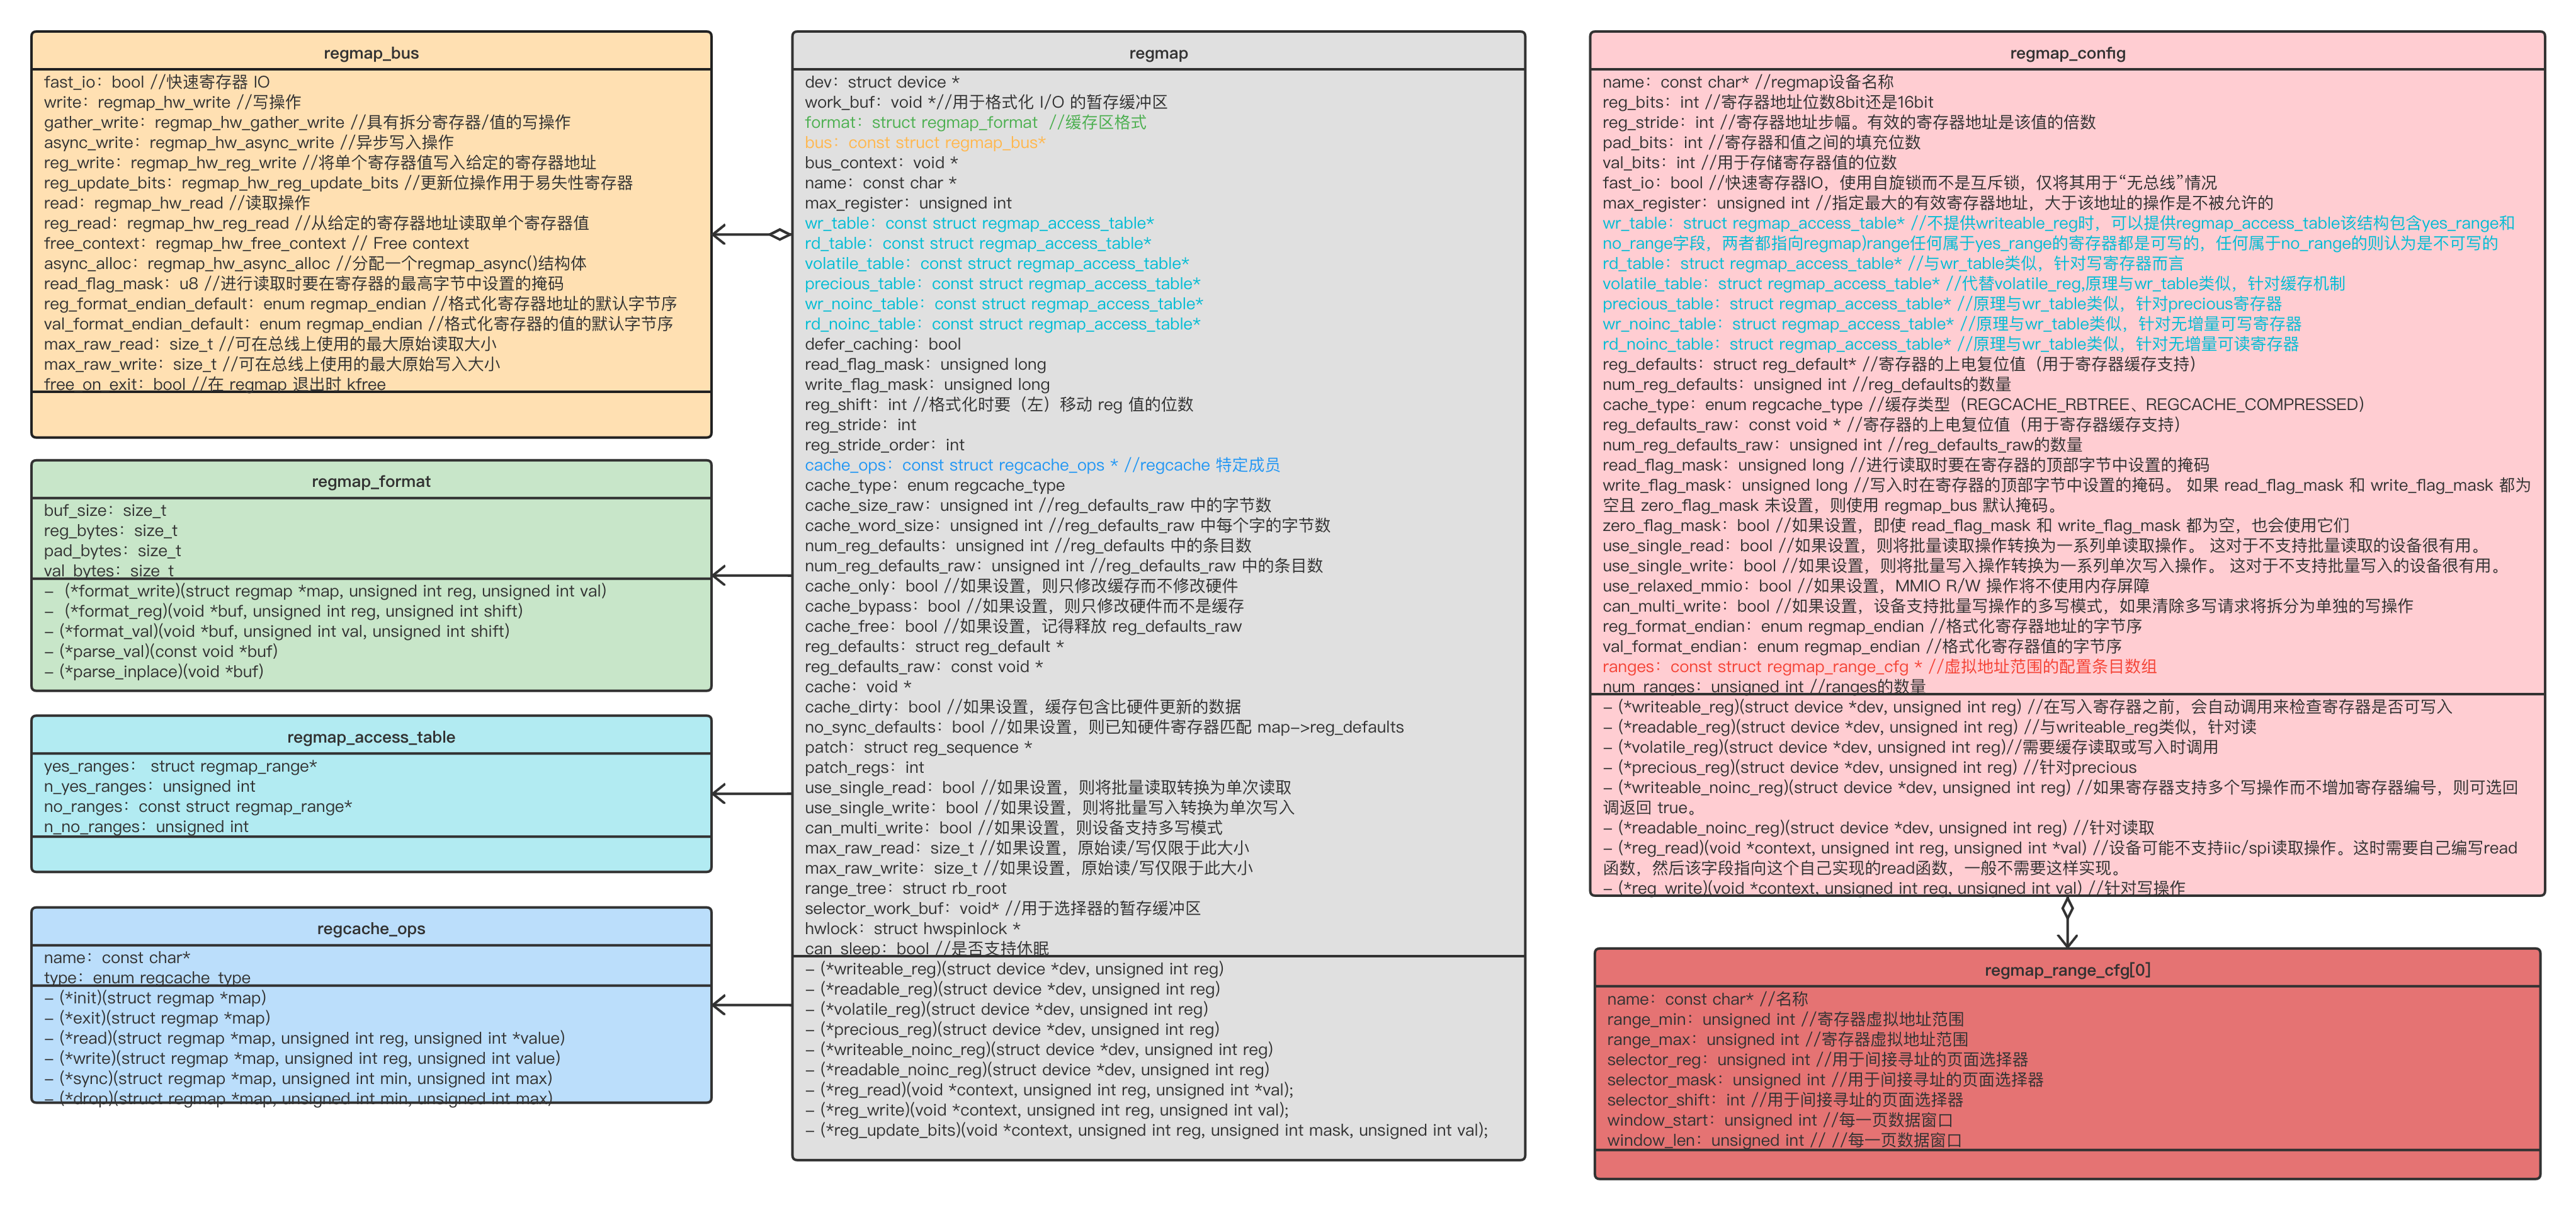 regmap_bus
fast_io：bool //快速寄存器 IO
write：regmap_hw_write //写操作
gather_write：regmap_hw_gather_write //具有拆分寄存器/值的写操作
async_write：regmap_hw_async_write //异步写入操作
reg_write：regmap_hw_reg_write //将单个寄存器值写入给定的寄存器地址
reg_update_bits：regmap_hw_reg_update_bits //更新位操作用于易失性寄存器
read：regmap_hw_read //读取操作
reg_read：regmap_hw_reg_read //从给定的寄存器地址读取单个寄存器值
free_context：regmap_hw_free_context // Free context
async_alloc：regmap_hw_async_alloc //分配一个regmap_async()结构体
read_flag_mask：u8 //进行读取时要在寄存器的最高字节中设置的掩码
reg_format_endian_default：enum regmap_endian //格式化寄存器地址的默认字节序
val_format_endian_default：enum regmap_endian //格式化寄存器的值的默认字节序
max_raw_read：size_t //可在总线上使用的最大原始读取大小
max_raw_write：size_t //可在总线上使用的最大原始写入大小
free_on_exit：bool //在 regmap 退出时 kfree
regmap_format
buf_size：size_t
reg_bytes：size_t
pad_bytes：size_t
val_bytes：size_t
– (*format_write)(struct regmap *map, unsigned int reg, unsigned int val)
– (*format_reg)(void *buf, unsigned int reg, unsigned int shift)
– (*format_val)(void *buf, unsigned int val, unsigned int shift)
– (*parse_val)(const void *buf)
– (*parse_inplace)(void *buf)
regmap_access_table
yes_ranges： struct regmap_range*
n_yes_ranges：unsigned int
no_ranges：const struct regmap_range*
n_no_ranges：unsigned int
regcache_ops
name：const char*
type：enum regcache_type
– (*init)(struct regmap *map)
– (*exit)(struct regmap *map)
– (*read)(struct regmap *map, unsigned int reg, unsigned int *value)
– (*write)(struct regmap *map, unsigned int reg, unsigned int value)
– (*sync)(struct regmap *map, unsigned int min, unsigned int max)
– (*drop)(struct regmap *map, unsigned int min, unsigned int max)
regmap
dev：struct device *
work_buf：void *//用于格式化 I/O 的暂存缓冲区
format：struct regmap_format //缓存区格式
bus：const struct regmap_bus*
bus_context：void *
name：const char *
max_register：unsigned int
wr_table：const struct regmap_access_table*
rd_table：const struct regmap_access_table*
volatile_table：const struct regmap_access_table*
precious_table：const struct regmap_access_table*
wr_noinc_table：const struct regmap_access_table*
rd_noinc_table：const struct regmap_access_table*
defer_caching：bool
read_flag_mask：unsigned long
write_flag_mask：unsigned long
reg_shift：int //格式化时要（左）移动 reg 值的位数
reg_stride：int
reg_stride_order：int
cache_ops：const struct regcache_ops * //regcache 特定成员
cache_type：enum regcache_type
cache_size_raw：unsigned int //reg_defaults_raw 中的字节数
cache_word_size：unsigned int //reg_defaults_raw 中每个字的字节数
num_reg_defaults：unsigned int //reg_defaults 中的条目数
num_reg_defaults_raw：unsigned int //reg_defaults_raw 中的条目数
cache_only：bool //如果设置，则只修改缓存而不修改硬件
cache_bypass：bool //如果设置，则只修改硬件而不是缓存
cache_free：bool //如果设置，记得释放 reg_defaults_raw
reg_defaults：struct reg_default *
reg_defaults_raw：const void *
cache：void *
cache_dirty：bool //如果设置，缓存包含比硬件更新的数据
no_sync_defaults：bool //如果设置，则已知硬件寄存器匹配 map–>reg_defaults
patch：struct reg_sequence *
patch_regs：int
use_single_read：bool //如果设置，则将批量读取转换为单次读取
use_single_write：bool //如果设置，则将批量写入转换为单次写入
can_multi_write：bool //如果设置，则设备支持多写模式
max_raw_read：size_t //如果设置，原始读/写仅限于此大小
max_raw_write：size_t //如果设置，原始读/写仅限于此大小
range_tree：struct rb_root
selector_work_buf：void* //用于选择器的暂存缓冲区
hwlock：struct hwspinlock *
can_sleep：bool //是否支持休眠
– (*writeable_reg)(struct device *dev, unsigned int reg)
– (*readable_reg)(struct device *dev, unsigned int reg)
– (*volatile_reg)(struct device *dev, unsigned int reg)
– (*precious_reg)(struct device *dev, unsigned int reg)
– (*writeable_noinc_reg)(struct device *dev, unsigned int reg)
– (*readable_noinc_reg)(struct device *dev, unsigned int reg)
– (*reg_read)(void *context, unsigned int reg, unsigned int *val);
– (*reg_write)(void *context, unsigned int reg, unsigned int val);
– (*reg_update_bits)(void *context, unsigned int reg, unsigned int mask, unsigned int val);
regmap_config
name：const char* //regmap设备名称
reg_bits：int //寄存器地址位数8bit还是16bit
reg_stride：int //寄存器地址步幅。有效的寄存器地址是该值的倍数
pad_bits：int //寄存器和值之间的填充位数
val_bits：int //用于存储寄存器值的位数
fast_io：bool //快速寄存器IO，使用自旋锁而不是互斥锁，仅将其用于“无总线”情况
max_register：unsigned int //指定最大的有效寄存器地址，大于该地址的操作是不被允许的
wr_table：struct regmap_access_table* //不提供writeable_reg时，可以提供regmap_access_table该结构包含yes_range和
no_range字段，两者都指向regmap)range任何属于yes_range的寄存器都是可写的，任何属于no_range的则认为是不可写的
rd_table：struct regmap_access_table* //与wr_table类似，针对写寄存器而言
volatile_table：struct regmap_access_table* //代替volatile_reg,原理与wr_table类似，针对缓存机制
precious_table：struct regmap_access_table* //原理与wr_table类似，针对precious寄存器
wr_noinc_table：struct regmap_access_table* //原理与wr_table类似，针对无增量可写寄存器
rd_noinc_table：struct regmap_access_table* //原理与wr_table类似，针对无增量可读寄存器
reg_defaults：struct reg_default* //寄存器的上电复位值（用于寄存器缓存支持）
num_reg_defaults：unsigned int //reg_defaults的数量
cache_type：enum regcache_type //缓存类型（REGCACHE_RBTREE、REGCACHE_COMPRESSED）
reg_defaults_raw：const void * //寄存器的上电复位值（用于寄存器缓存支持）
num_reg_defaults_raw：unsigned int //reg_defaults_raw的数量
read_flag_mask：unsigned long //进行读取时要在寄存器的顶部字节中设置的掩码
write_flag_mask：unsigned long //写入时在寄存器的顶部字节中设置的掩码。 如果 read_flag_mask 和 write_flag_mask 都为
空且 zero_flag_mask 未设置，则使用 regmap_bus 默认掩码。
zero_flag_mask：bool //如果设置，即使 read_flag_mask 和 write_flag_mask 都为空，也会使用它们
use_single_read：bool //如果设置，则将批量读取操作转换为一系列单读取操作。 这对于不支持批量读取的设备很有用。
use_single_write：bool //如果设置，则将批量写入操作转换为一系列单次写入操作。 这对于不支持批量写入的设备很有用。
use_relaxed_mmio：bool //如果设置，MMIO R/W 操作将不使用内存屏障
can_multi_write：bool //如果设置，设备支持批量写操作的多写模式，如果清除多写请求将拆分为单独的写操作
reg_format_endian：enum regmap_endian //格式化寄存器地址的字节序
val_format_endian：enum regmap_endian //格式化寄存器值的字节序
ranges：const struct regmap_range_cfg * //虚拟地址范围的配置条目数组
num_ranges：unsigned int //ranges的数量
– (*writeable_reg)(struct device *dev, unsigned int reg) //在写入寄存器之前，会自动调用来检查寄存器是否可写入
– (*readable_reg)(struct device *dev, unsigned int reg) //与writeable_reg类似，针对读
– (*volatile_reg)(struct device *dev, unsigned int reg)//需要缓存读取或写入时调用
– (*precious_reg)(struct device *dev, unsigned int reg) //针对precious
– (*writeable_noinc_reg)(struct device *dev, unsigned int reg) //如果寄存器支持多个写操作而不增加寄存器编号，则可选回
调返回 true。
– (*readable_noinc_reg)(struct device *dev, unsigned int reg) //针对读取
– (*reg_read)(void *context, unsigned int reg, unsigned int *val) //设备可能不支持iic/spi读取操作。这时需要自己编写read
函数，然后该字段指向这个自己实现的read函数，一般不需要这样实现。
– (*reg_write)(void *context, unsigned int reg, unsigned int val) //针对写操作
regmap_range_cfg[0]
name：const char* //名称
range_min：unsigned int //寄存器虚拟地址范围
range_max：unsigned int //寄存器虚拟地址范围
selector_reg：unsigned int //用于间接寻址的页面选择器
selector_mask：unsigned int //用于间接寻址的页面选择器
selector_shift：int //用于间接寻址的页面选择器
window_start：unsigned int //每一页数据窗口
window_len：unsigned int // //每一页数据窗口